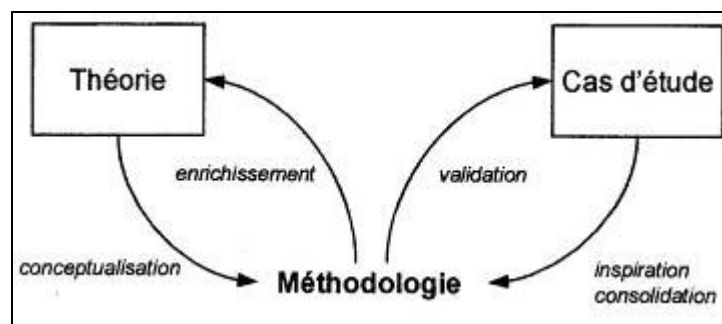 Théorie
Cas d'étude
enrichissement
validation
conceptualisation
Méthodologie
inspiration
consolidation